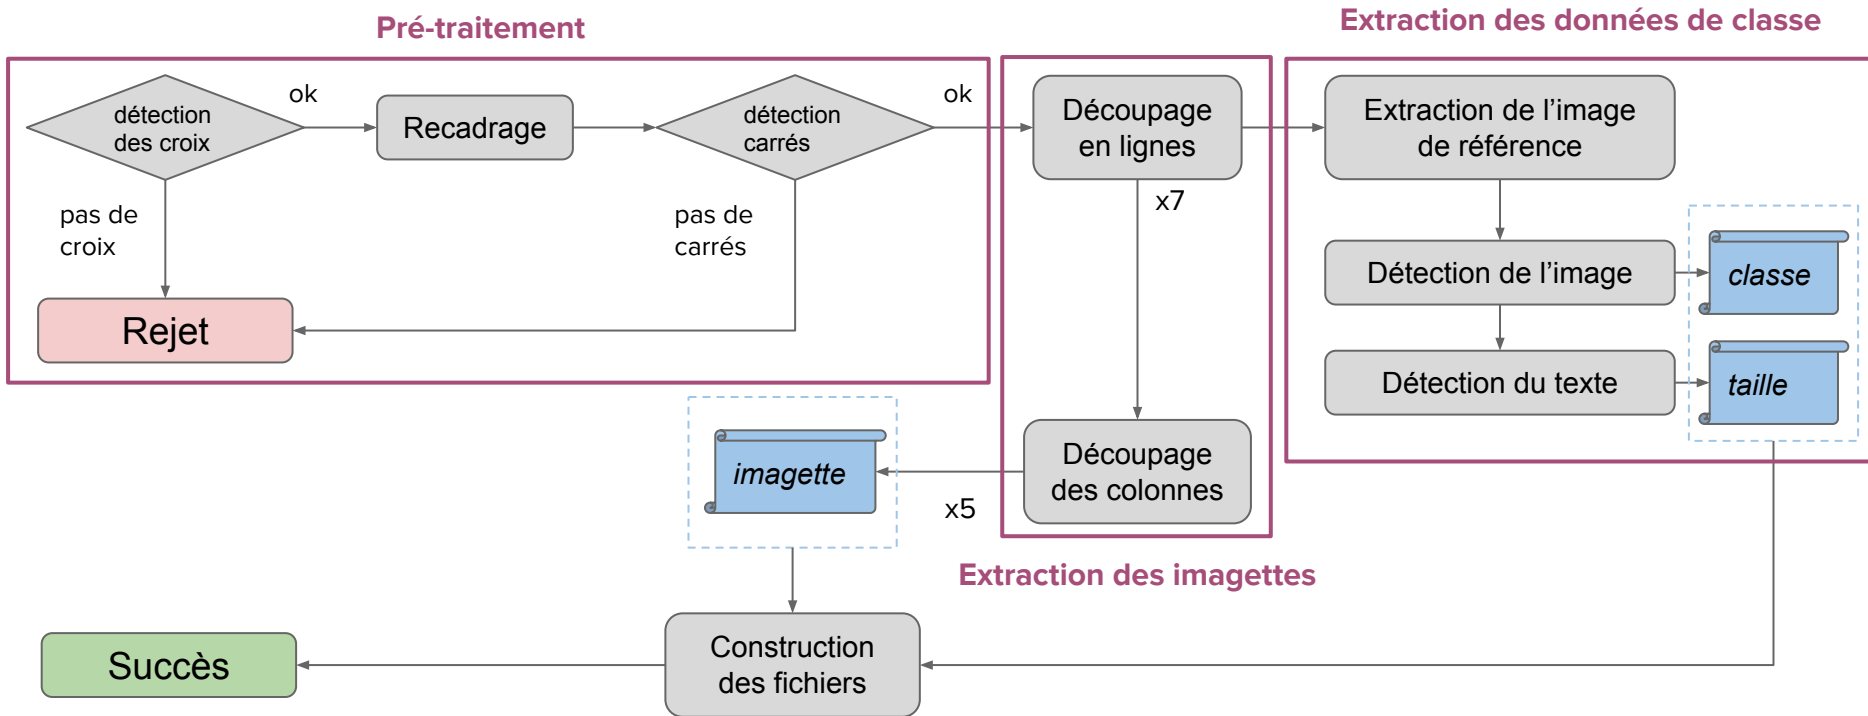 Pré-traitement
Extraction des données de classe
détection
des croix
ok
Recadrage
détection
carrés
ok
Découpage
en lignes
Extraction de l’image
de référence
pas de
croix
pas de
carrés
x7
Rejet
Détection de l’image
classe
Détection du texte
taille
imagette
Découpage
des colonnes
x5
Extraction des imagettes
Construction
des fichiers
Succès